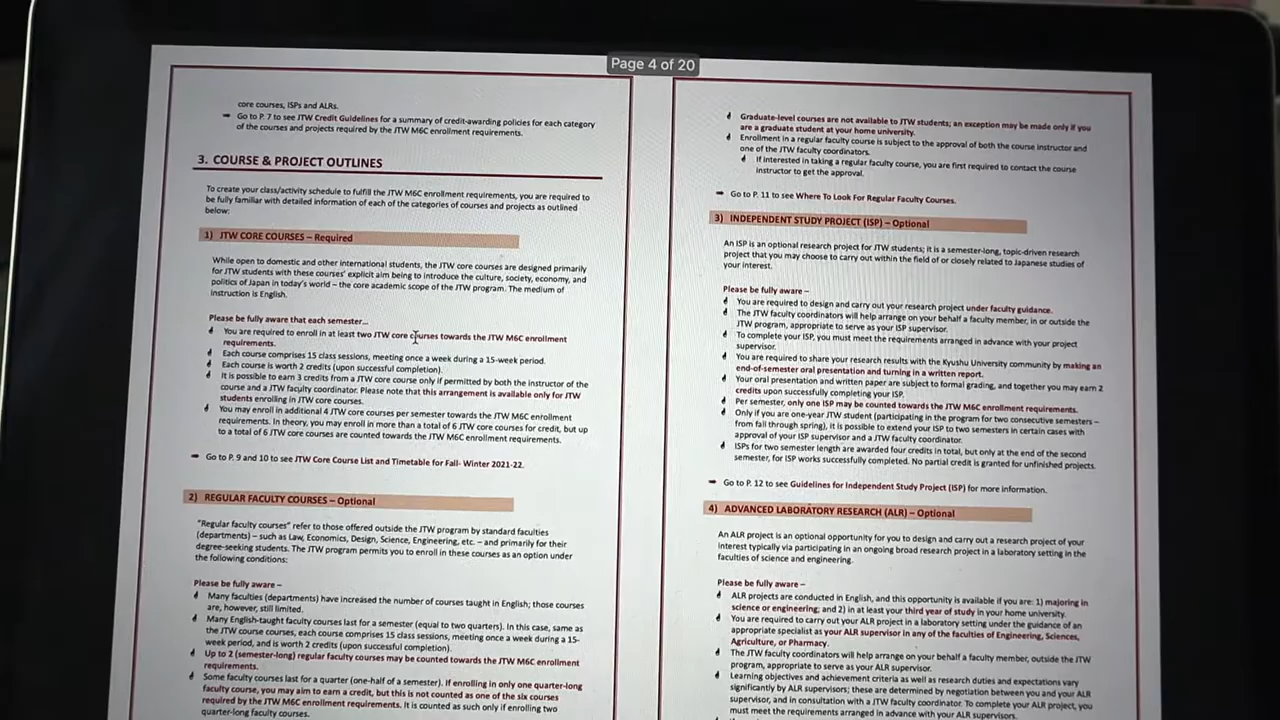 Page 4 of 20
core courses, ISPs and ALRs.
➡ Go to P. 7 to see JTW Credit Guidelines for a summary of credit-awarding policies for each category
of the courses and projects required by the JTW M6C enrollment requirements.
3. COURSE & PROJECT OUTLINES
To create your class/activity schedule to fulfill the JTW M6C enrollment requirements, you are required to
be fully familiar with detailed information of each of the categories of courses and projects as outlined
below:
1) JTW CORE COURSES – Required
While open to domestic and other international students, the JTW core courses are designed primarily
for JTW students with these courses' explicit aim being to introduce the culture, society, economy, and
politics of Japan in today's world – the core academic scope of the JTW program. The medium of
instruction is English.
Please be fully aware that each semester...
You are required to enroll in at least two JTW core courses towards the JTW M6C enrollment
requirements.
Each course comprises 15 class sessions, meeting once a week during a 15-week period.
Each course is worth 2 credits (upon successful completion).
It is possible to earn 3 credits from a JTW core course only if permitted by both the instructor of the
course and a JTW faculty coordinator. Please note that this arrangement is available only for JTW
students enrolling in JTW core courses.
You may enroll in additional 4 JTW core courses per semester towards the JTW M6C enrollment
requirements. In theory, you may enroll in more than a total of 6 JTW core courses for credit, but up
to a total of 6 JTW core courses are counted towards the JTW M6C enrollment requirements.
➡ Go to P. 9 and 10 to see JTW Core Course List and Timetable for Fall- Winter 2021-22.
2) REGULAR FACULTY COURSES – Optional
"Regular faculty courses" refer to those offered outside the JTW program by standard faculties
(departments) – such as Law, Economics, Design, Science, Engineering, etc. – and primarily for their
degree-seeking students. The JTW program permits you to enroll in these courses as an option under
the following conditions:
Please be fully aware –
Many faculties (departments) have increased the number of courses taught in English; those courses
are, however, still limited.
Many English-taught faculty courses last for a semester (equal to two quarters). In this case, same as
the JTW course courses, each course comprises 15 class sessions, meeting once a week during a 15-
week period, and is worth 2 credits (upon successful completion).
Up to 2 (semester-long) regular faculty courses may be counted towards the JTW M6C enrollment
requirements.
Some faculty courses last for a quarter (one-half of a semester). If enrolling in only one quarter-long
faculty course, you may aim to earn a credit, but this is not counted as one of the six courses
required by the JTW M6C enrollment requirements. It is counted as such only if enrolling two
quarter-long faculty courses.
Graduate-level courses are not available to JTW students; an exception may be made only if you
are a graduate student at your home university.
Enrollment in a regular faculty course is subject to the approval of both the course instructor and
one of the JTW faculty coordinators.
If interested in taking a regular faculty course, you are first required to contact the course
instructor to get the approval.
➡ Go to P. 11 to see Where To Look For Regular Faculty Courses.
3) INDEPENDENT STUDY PROJECT (ISP) – Optional
An ISP is an optional research project for JTW students; it is a semester-long, topic-driven research
project that you may choose to carry out within the field of or closely related to Japanese studies of
your interest.
Please be fully aware –
You are required to design and carry out your research project under faculty guidance.
The JTW faculty coordinators will help arrange on your behalf a faculty member, in or outside the
JTW program, appropriate to serve as your ISP supervisor.
To complete your ISP, you must meet the requirements arranged in advance with your project
supervisor.
You are required to share your research results with the Kyushu University community by making an
end-of-semester oral presentation and turning in a written report.
Your oral presentation and written paper are subject to formal grading, and together you may earn 2
credits upon successfully completing your ISP.
Per semester, only one ISP may be counted towards the JTW M6C enrollment requirements.
Only if you are one-year JTW student (participating in the program for two consecutive semesters –
from fall through spring), it is possible to extend your ISP to two semesters in certain cases with
approval of your ISP supervisor and a JTW faculty coordinator.
ISPs for two semester length are awarded four credits in total, but only at the end of the second
semester, for ISP works successfully completed. No partial credit is granted for unfinished projects.
➡ Go to P. 12 to see Guidelines for Independent Study Project (ISP) for more information.
4) ADVANCED LABORATORY RESEARCH (ALR) – Optional
An ALR project is an optional opportunity for you to design and carry out a research project of your
interest typically via participating in an ongoing broad research project in a laboratory setting in the
faculties of science and engineering.
Please be fully aware –
ALR projects are conducted in English, and this opportunity is available if you are: 1) majoring in
science or engineering; and 2) in at least your third year of study in your home university.
You are required to carry out your ALR project in a laboratory setting under the guidance of an
appropriate specialist as your ALR supervisor in any of the faculties of Engineering, Sciences,
Agriculture, or Pharmacy.
The JTW faculty coordinators will help arrange on your behalf a faculty member, outside the JTW
program, appropriate to serve as your ALR supervisor.
Learning objectives and achievement criteria as well as research duties and expectations vary
significantly by ALR supervisors; these are determined by negotiation between you and your ALR
supervisor, and in consultation with a JTW faculty coordinator. To complete your ALR project, you
must meet the requirements arranged in advance with your ALR supervisors.